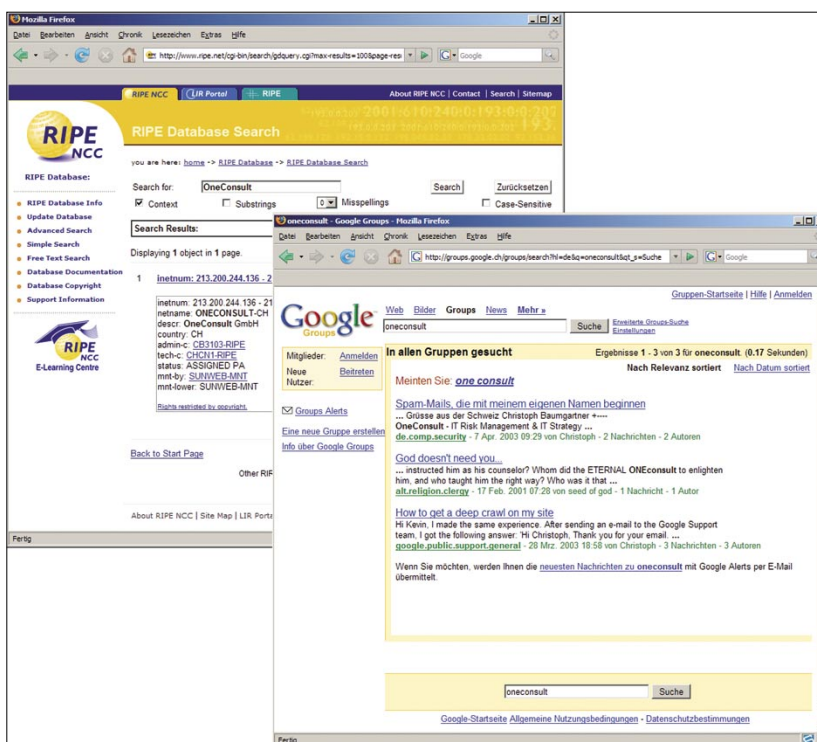 Mozilla Firefox
Datei Bearbeiten Ansicht Chronik Lesezeichen Extras Hilfe
http://www.ripe.net/cgi-bin/search/gdquery.cgi?max-results=100&page-res
Google
RIPE NCC LIR Portal RIPE
About RIPE NCC | Contact | Search | Sitemap
RIPE
NCC
RIPE Database Search
you are here: home -> RIPE Database -> RIPE Database Search
RIPE Database:
RIPE Database Info
Update Database
Advanced Search
Simple Search
Free Text Search
Database Documentation
Database Copyright
Support Information
RIPE
NCC
E-Learning Centre
Search for: OneConsult Search Zurücksetzen
Context Substrings 0 Misspellings Case-Sensitive
Search Results:
Displaying 1 object in 1 page.
1 inetnum: 213.200.244.136 - 2
inetnum: 213.200.244.136 - 21
netname: ONECONSULT-CH
descr: OneConsult GmbH
country: CH
admin-c: CB3103-RIPE
tech-c: CHCN1-RIPE
status: ASSIGNED PA
mnt-by: SUNWEB-MNT
mnt-lower: SUNWEB-MNT
Rights restricted by copyright.
Back to Start Page
Other RIP
About RIPE NCC | Site Map | LIR Porta
Fertig
oneconsult - Google Groups - Mozilla Firefox
Datei Bearbeiten Ansicht Chronik Lesezeichen Extras Hilfe
http://groups.google.ch/groups/search?hl=de&q=oneconsult&qt_s=Suche
Google
Gruppen-Startseite | Hilfe | Anmelden
Google
Groups
Web Bilder Groups News Mehr »
oneconsult Suche Erweiterte Groups-Suche
Einstellungen
Mitglieder: Anmelden
Neue Nutzer: Beitreten
Groups Alerts
Eine neue Gruppe erstellen
Info über Google Groups
In allen Gruppen gesucht Ergebnisse 1 - 3 von 3 für oneconsult. (0.17 Sekunden)
Nach Relevanz sortiert Nach Datum sortiert
Meinten Sie: one consult
Spam-Mails, die mit meinem eigenen Namen beginnen
... Grüsse aus der Schweiz Christoph Baumgartner +----
OneConsult - IT Risk Management & IT Strategy ...
de.comp.security - 7 Apr. 2003 09:29 von Christoph - 2 Nachrichten - 2 Autoren
God doesn't need you...
... instructed him as his counselor? Whom did the ETERNAL ONEconsult to enlighten
him, and who taught him the right way? Who was it that ...
alt.religion.clergy - 17 Feb. 2001 07:28 von seed of god - 1 Nachricht - 1 Autor
How to get a deep crawl on my site
Hi Kevin, I made the same experience. After sending an e-mail to the Google Support
team, I got the following answer: 'Hi Christoph, Thank you for your email. ...
google.public.support.general - 28 Mrz. 2003 18:58 von Christoph - 3 Nachrichten - 3 Autoren
Wenn Sie möchten, werden Ihnen die neuesten Nachrichten zu oneconsult mit Google Alerts per E-Mail
übermittelt.
oneconsult Suche
Google-Startseite Allgemeine Nutzungsbedingungen - Datenschutzbestimmungen
Fertig